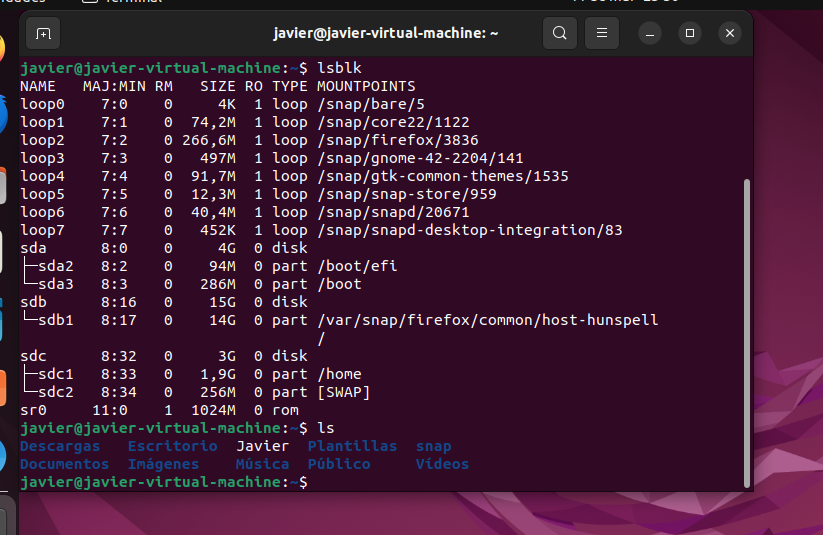 javier@javier-virtual-machine: ~
javier@javier-virtual-machine:~$ lsblk
NAME   MAJ:MIN RM   SIZE RO TYPE MOUNTPOINTS
loop0    7:0    0     4K  1 loop /snap/bare/5
loop1    7:1    0  74,2M  1 loop /snap/core22/1122
loop2    7:2    0 266,6M  1 loop /snap/firefox/3836
loop3    7:3    0   497M  1 loop /snap/gnome-42-2204/141
loop4    7:4    0  91,7M  1 loop /snap/gtk-common-themes/1535
loop5    7:5    0  12,3M  1 loop /snap/snap-store/959
loop6    7:6    0  40,4M  1 loop /snap/snapd/20671
loop7    7:7    0   452K  1 loop /snap/snapd-desktop-integration/83
sda      8:0    0     4G  0 disk
├─sda2   8:2    0    94M  0 part /boot/efi
└─sda3   8:3    0   286M  0 part /boot
sdb      8:16   0    15G  0 disk
└─sdb1   8:17   0    14G  0 part /var/snap/firefox/common/host-hunspell
/
sdc      8:32   0     3G  0 disk
├─sdc1   8:33   0   1,9G  0 part /home
└─sdc2   8:34   0   256M  0 part [SWAP]
sr0     11:0    1  1024M  0 rom
javier@javier-virtual-machine:~$ ls
Descargas   Escritorio  Javier  Plantillas  snap
Documentos  Imágenes    Música  Público     Vídeos
javier@javier-virtual-machine:~$